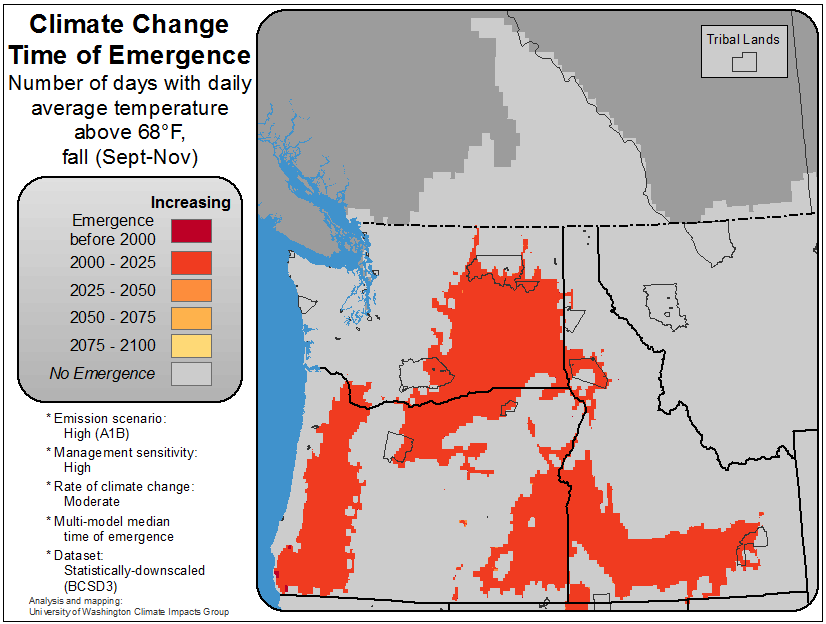 Climate Change
Time of Emergence
Number of days with daily
average temperature
above 68°F,
fall (Sept-Nov)
Increasing
Emergence
before 2000
2000 - 2025
2025 - 2050
2050 - 2075
2075 - 2100
No Emergence
* Emission scenario:
High (A1B)
* Management sensitivity:
High
* Rate of climate change:
Moderate
* Multi-model median
time of emergence
* Dataset:
Statistically-downscaled
(BCSD3)
Analysis and mapping:
University of Washington Climate Impacts Group
Tribal Lands